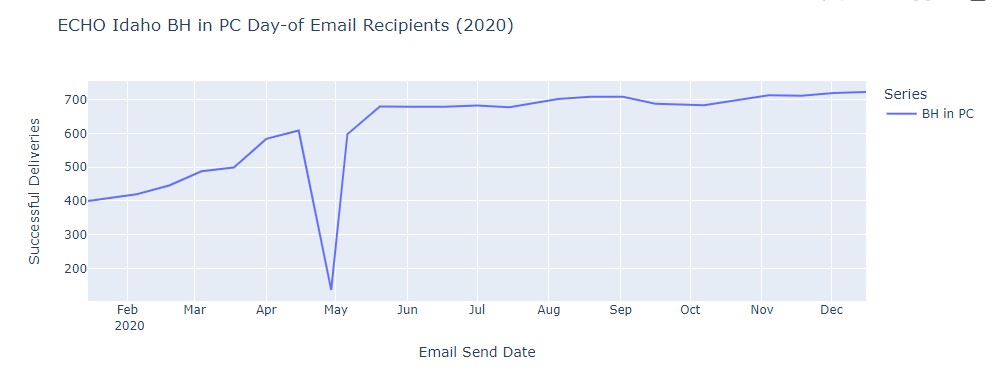 ECHO Idaho BH in PC Day-of Email Recipients (2020)
Series
BH in PC
Successful Deliveries
700
600
500
400
300
200
Feb Mar Apr May Jun Jul Aug Sep Oct Nov Dec
2020
Email Send Date